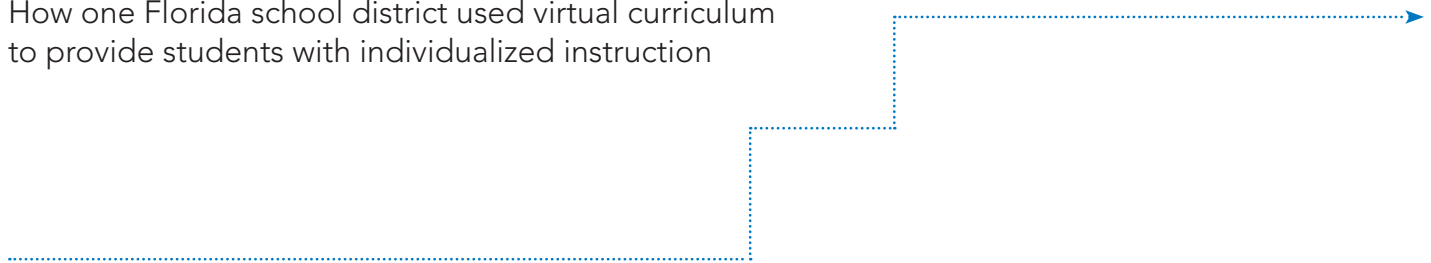 How one Florida school district used virtual curriculum
to provide students with individualized instruction